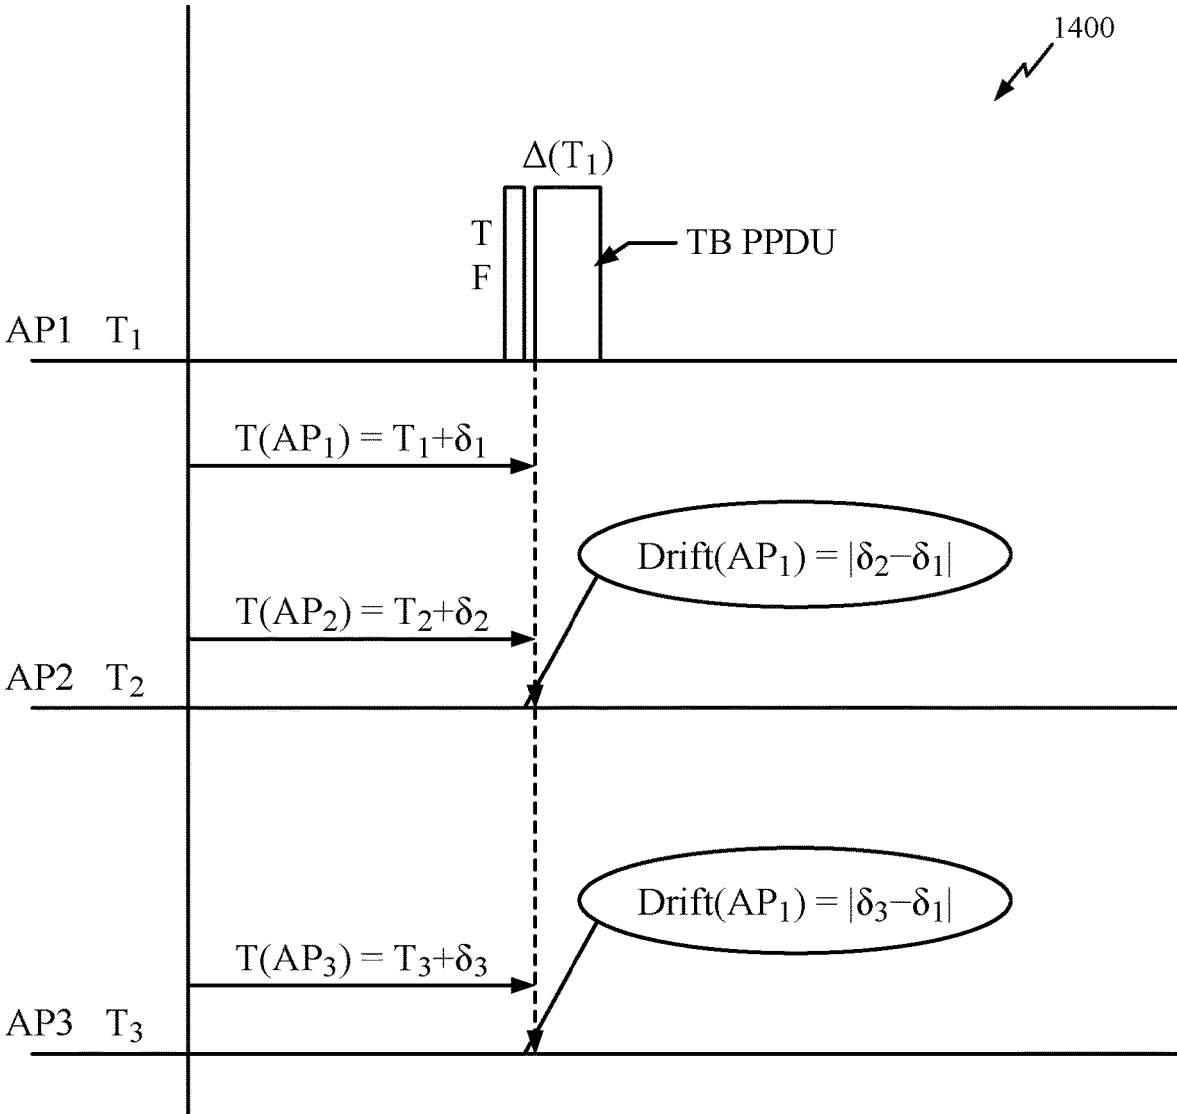 1400
Δ(T₁)
T
F
TB PPDU
AP1 T₁
T(AP₁) = T₁+δ₁
Drift(AP₁) = |δ₂−δ₁|
T(AP₂) = T₂+δ₂
AP2 T₂
Drift(AP₁) = |δ₃−δ₁|
T(AP₃) = T₃+δ₃
AP3 T₃